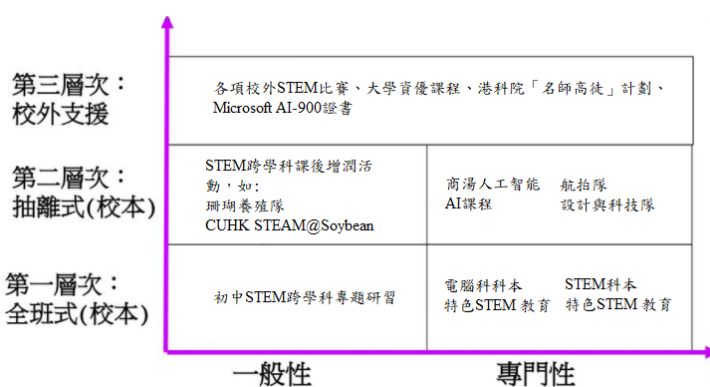 第三層次：
校外支援
各項校外STEM比賽、大學資優課程、港科院「名師高徒」計劃、
Microsoft AI-900證書
第二層次：
抽離式(校本)
STEM跨學科課後增潤活
動，如:
珊瑚養殖隊
CUHK STEAM@Soybean
商湯人工智能
AI課程
航拍隊
設計與科技隊
第一層次：
全班式(校本)
初中STEM跨學科專題研習
電腦科科本
特色STEM 教育
STEM科本
特色STEM 教育
一般性
專門性